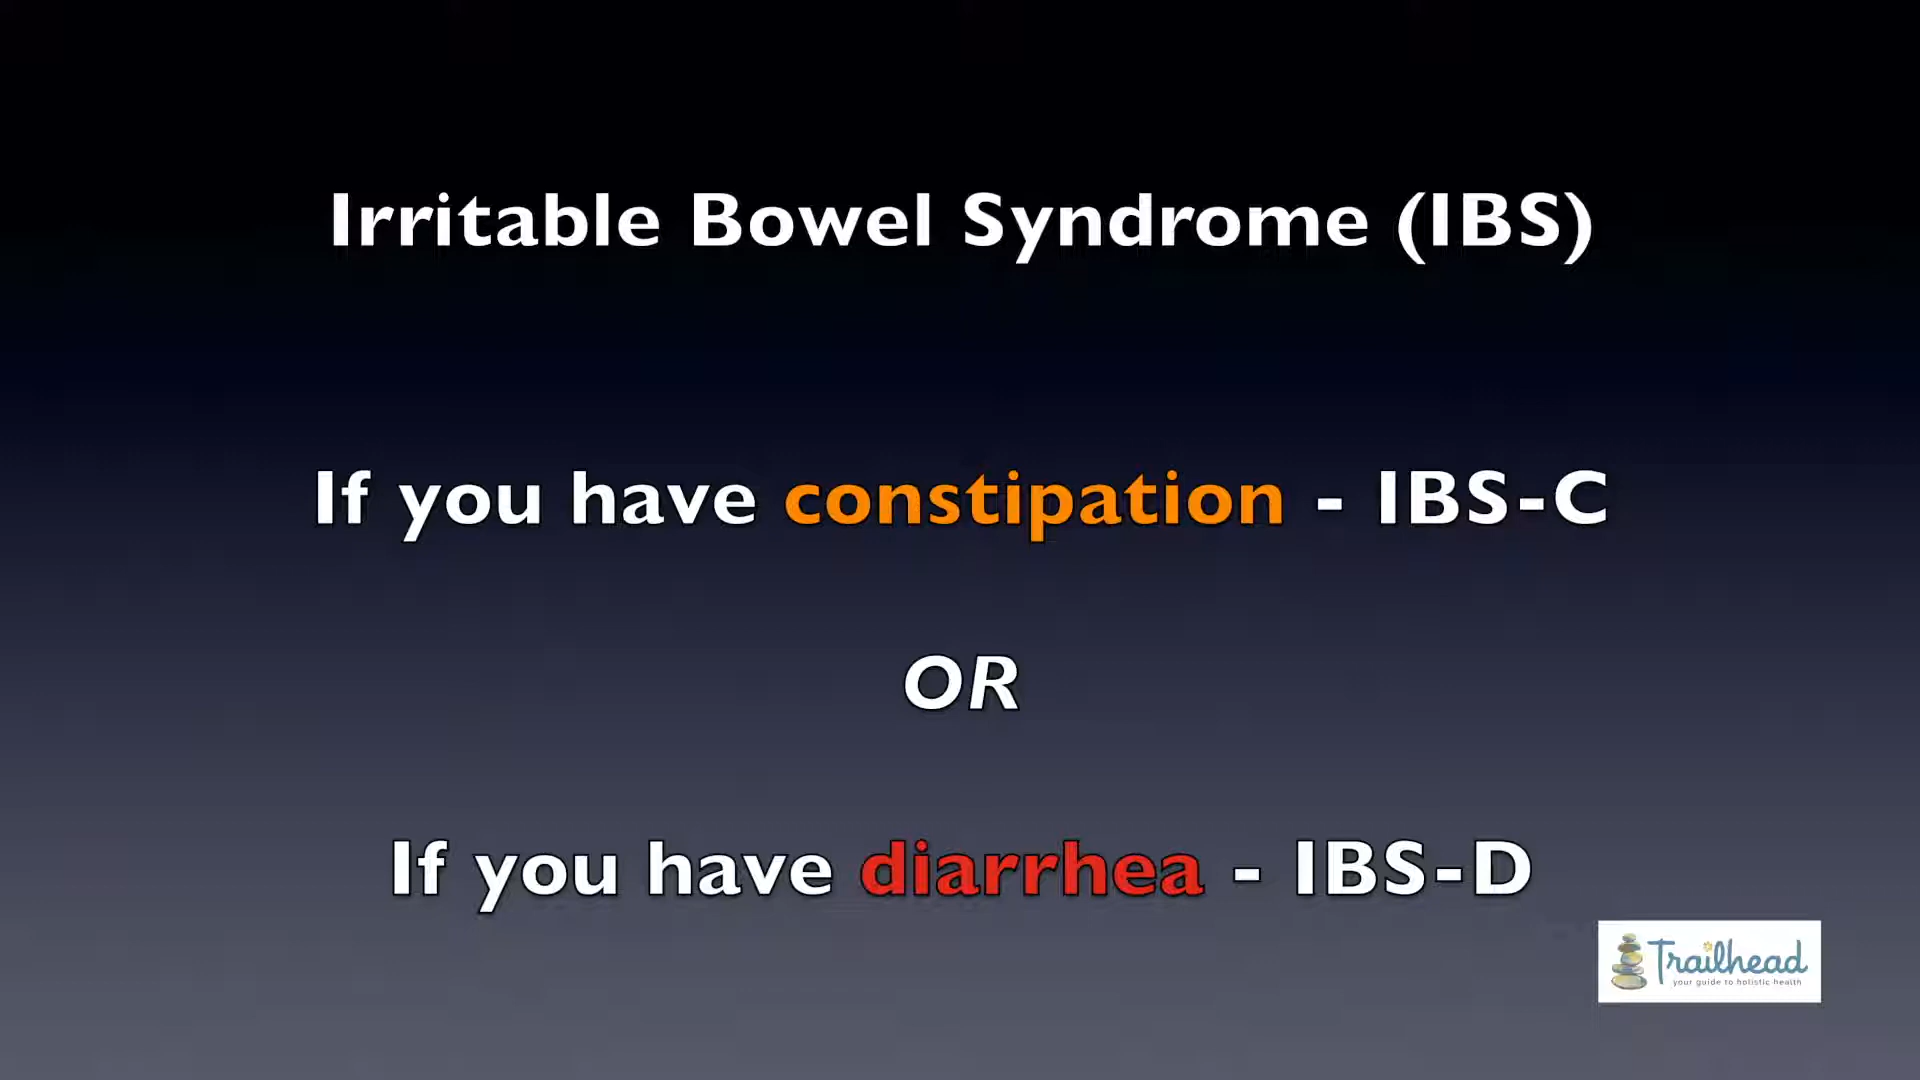 Irritable Bowel Syndrome (IBS)
If you have constipation - IBS-C
OR
If you have diarrhea - IBS-D
Trailhead
your guide to holistic health